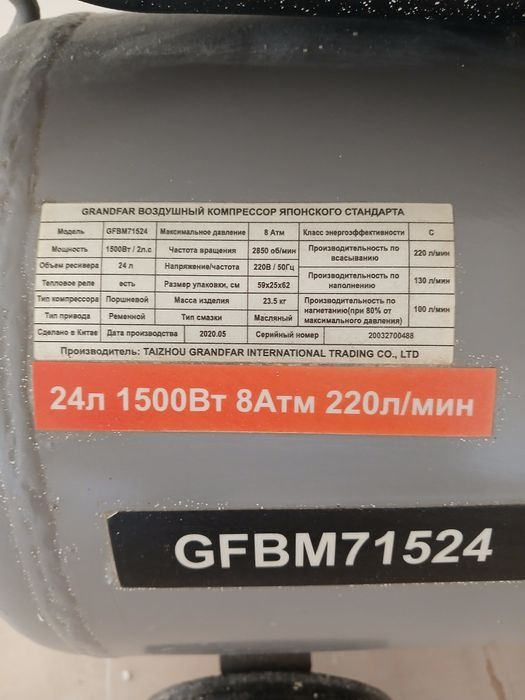 GRANDFAR ВОЗДУШНЫЙ КОМПРЕССОР ЯПОНСКОГО СТАНДАРТА
Модель GFBM71524 Максимальное давление 8 Атм Класс энергоэффективности С
Мощность 1500Вт / 2л.с Частота вращения 2850 об/мин Производительность по всасыванию 220 л/мин
Объем ресивера 24 л Напряжение/частота 220В / 50Гц
Тепловое реле есть Размер упаковки, см 59x25x62 Производительность по наполнению 130 л/мин
Тип компрессора Поршневой Масса изделия 23.5 кг Производительность по нагнетанию(при 80% от максимального давления) 100 л/мин
Тип привода Ременной Тип смазки Масляный
Сделано в Китае Дата производства 2020.05 Серийный номер 20032700488
Производитель: TAIZHOU GRANDFAR INTERNATIONAL TRADING CO., LTD
24л 1500Вт 8Атм 220л/мин
GFBM71524